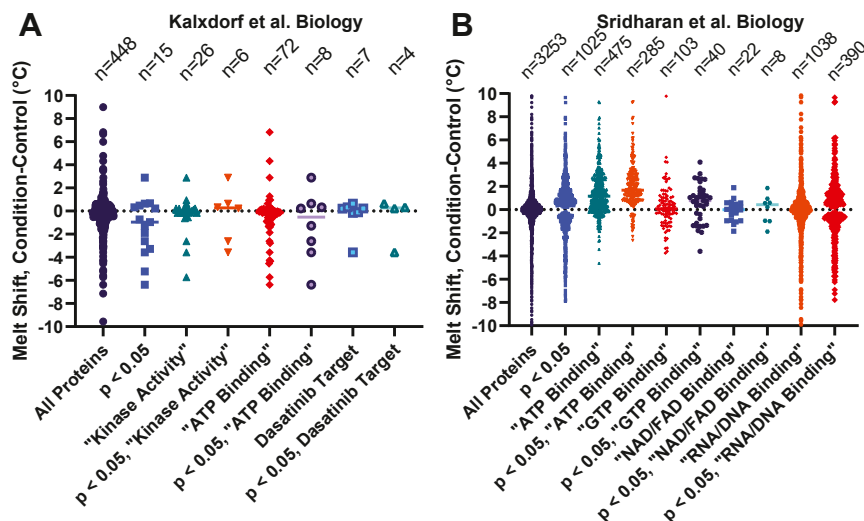 A
Kalxdorf et al. Biology
n=448
n=15
n=26
n=6
n=72
n=8
n=7
n=4
Melt Shift, Condition-Control (°C)
10
8
6
4
2
0
-2
-4
-6
-8
-10
All Proteins
p < 0.05
"Kinase Activity"
p < 0.05, "Kinase Activity"
"ATP Binding"
p < 0.05, "ATP Binding"
Dasatinib Target
p < 0.05, Dasatinib Target
B
Sridharan et al. Biology
n=3253
n=1025
n=475
n=285
n=103
n=40
n=22
n=8
n=1038
n=390
Melt Shift, Condition-Control (°C)
10
8
6
4
2
0
-2
-4
-6
-8
-10
All Proteins
p < 0.05
"ATP Binding"
p < 0.05, "ATP Binding"
"GTP Binding"
p < 0.05, "GTP Binding"
"NAD/FAD Binding"
p < 0.05, "NAD/FAD Binding"
"RNA/DNA Binding"
p < 0.05, "RNA/DNA Binding"